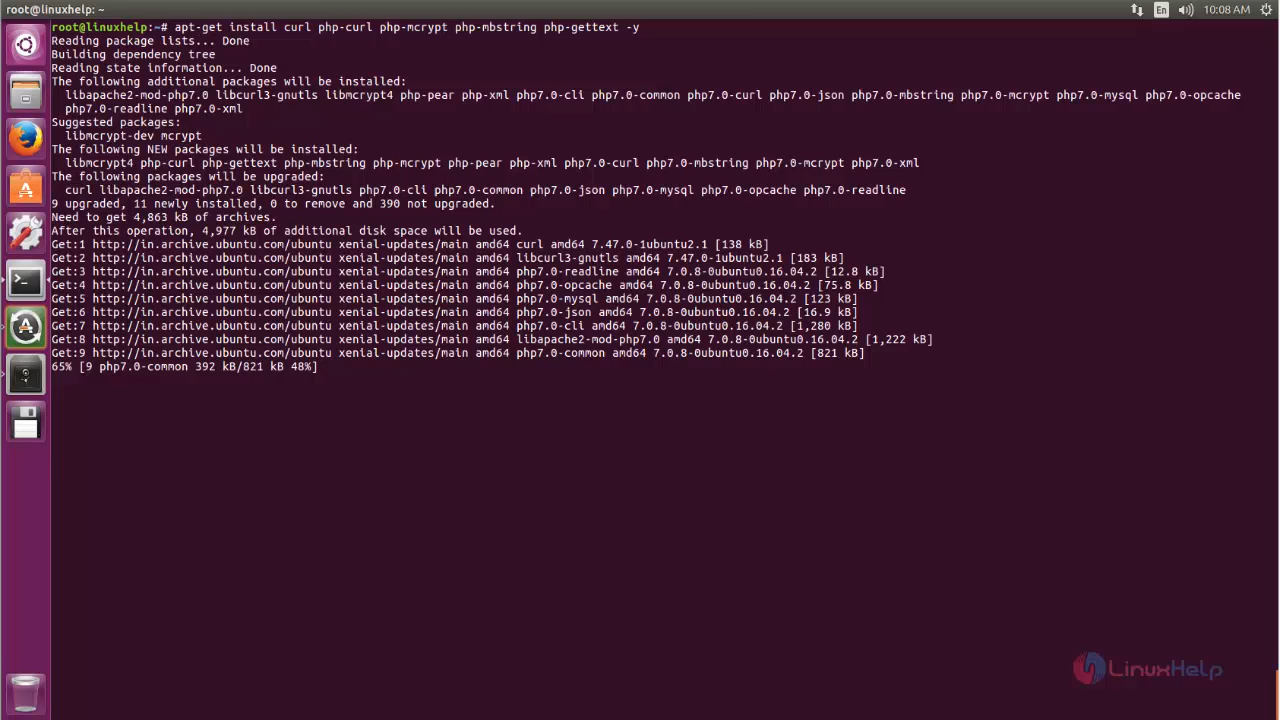 root@linuxhelp: ~
En
10:08 AM
root@linuxhelp:~# apt-get install curl php-curl php-mcrypt php-mbstring php-gettext -y
Reading package lists... Done
Building dependency tree
Reading state information... Done
The following additional packages will be installed:
libapache2-mod-php7.0 libcurl3-gnutls libmcrypt4 php-pear php-xml php7.0-cli php7.0-common php7.0-curl php7.0-json php7.0-mbstring php7.0-mcrypt php7.0-mysql php7.0-opcache
php7.0-readline php7.0-xml
Suggested packages:
libmcrypt-dev mcrypt
The following NEW packages will be installed:
libmcrypt4 php-curl php-gettext php-mbstring php-mcrypt php-pear php-xml php7.0-curl php7.0-mbstring php7.0-mcrypt php7.0-xml
The following packages will be upgraded:
curl libapache2-mod-php7.0 libcurl3-gnutls php7.0-cli php7.0-common php7.0-json php7.0-mysql php7.0-opcache php7.0-readline
9 upgraded, 11 newly installed, 0 to remove and 390 not upgraded.
Need to get 4,863 kB of archives.
After this operation, 4,977 kB of additional disk space will be used.
Get:1 http://in.archive.ubuntu.com/ubuntu xenial-updates/main amd64 curl amd64 7.47.0-1ubuntu2.1 [138 kB]
Get:2 http://in.archive.ubuntu.com/ubuntu xenial-updates/main amd64 libcurl3-gnutls amd64 7.47.0-1ubuntu2.1 [183 kB]
Get:3 http://in.archive.ubuntu.com/ubuntu xenial-updates/main amd64 php7.0-readline amd64 7.0.8-0ubuntu0.16.04.2 [12.8 kB]
Get:4 http://in.archive.ubuntu.com/ubuntu xenial-updates/main amd64 php7.0-opcache amd64 7.0.8-0ubuntu0.16.04.2 [75.8 kB]
Get:5 http://in.archive.ubuntu.com/ubuntu xenial-updates/main amd64 php7.0-mysql amd64 7.0.8-0ubuntu0.16.04.2 [123 kB]
Get:6 http://in.archive.ubuntu.com/ubuntu xenial-updates/main amd64 php7.0-json amd64 7.0.8-0ubuntu0.16.04.2 [16.9 kB]
Get:7 http://in.archive.ubuntu.com/ubuntu xenial-updates/main amd64 php7.0-cli amd64 7.0.8-0ubuntu0.16.04.2 [1,280 kB]
Get:8 http://in.archive.ubuntu.com/ubuntu xenial-updates/main amd64 libapache2-mod-php7.0 amd64 7.0.8-0ubuntu0.16.04.2 [1,222 kB]
Get:9 http://in.archive.ubuntu.com/ubuntu xenial-updates/main amd64 php7.0-common amd64 7.0.8-0ubuntu0.16.04.2 [821 kB]
65% [9 php7.0-common 392 kB/821 kB 48%]
LinuxHelp